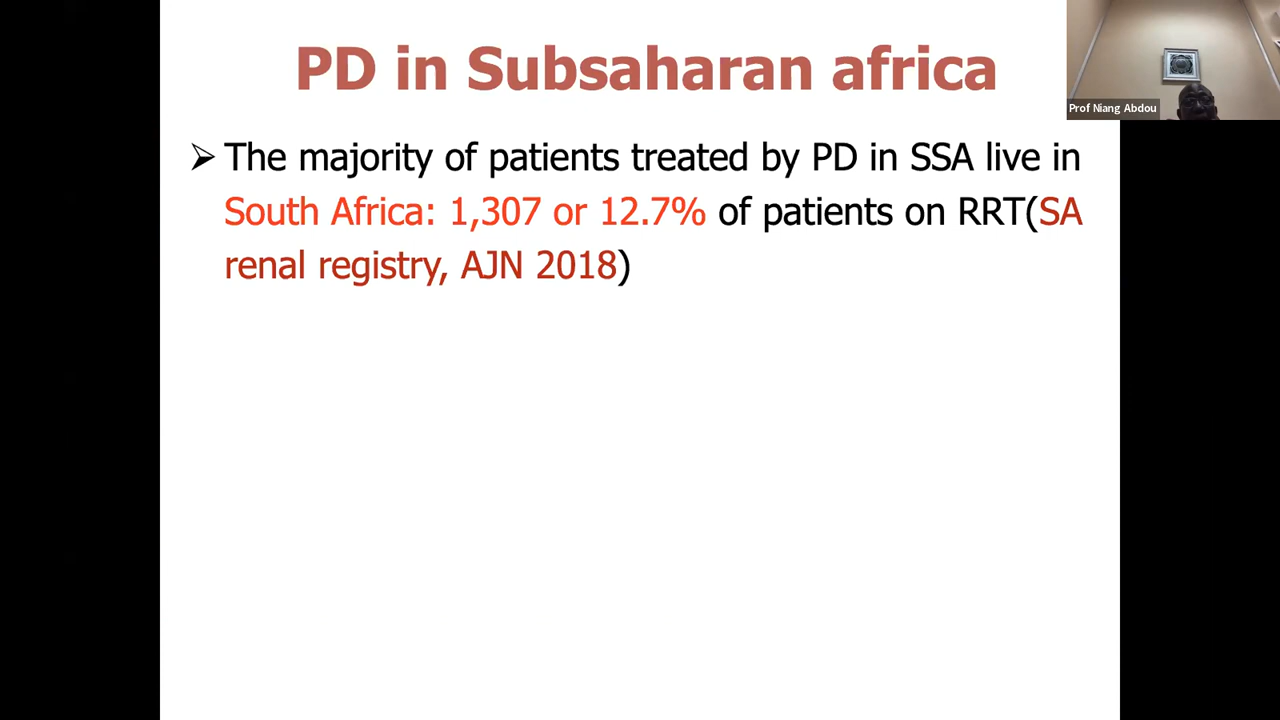 PD in Subsaharan africa
Prof Niang Abdou
➢ The majority of patients treated by PD in SSA live in
South Africa: 1,307 or 12.7% of patients on RRT(SA
renal registry, AJN 2018)